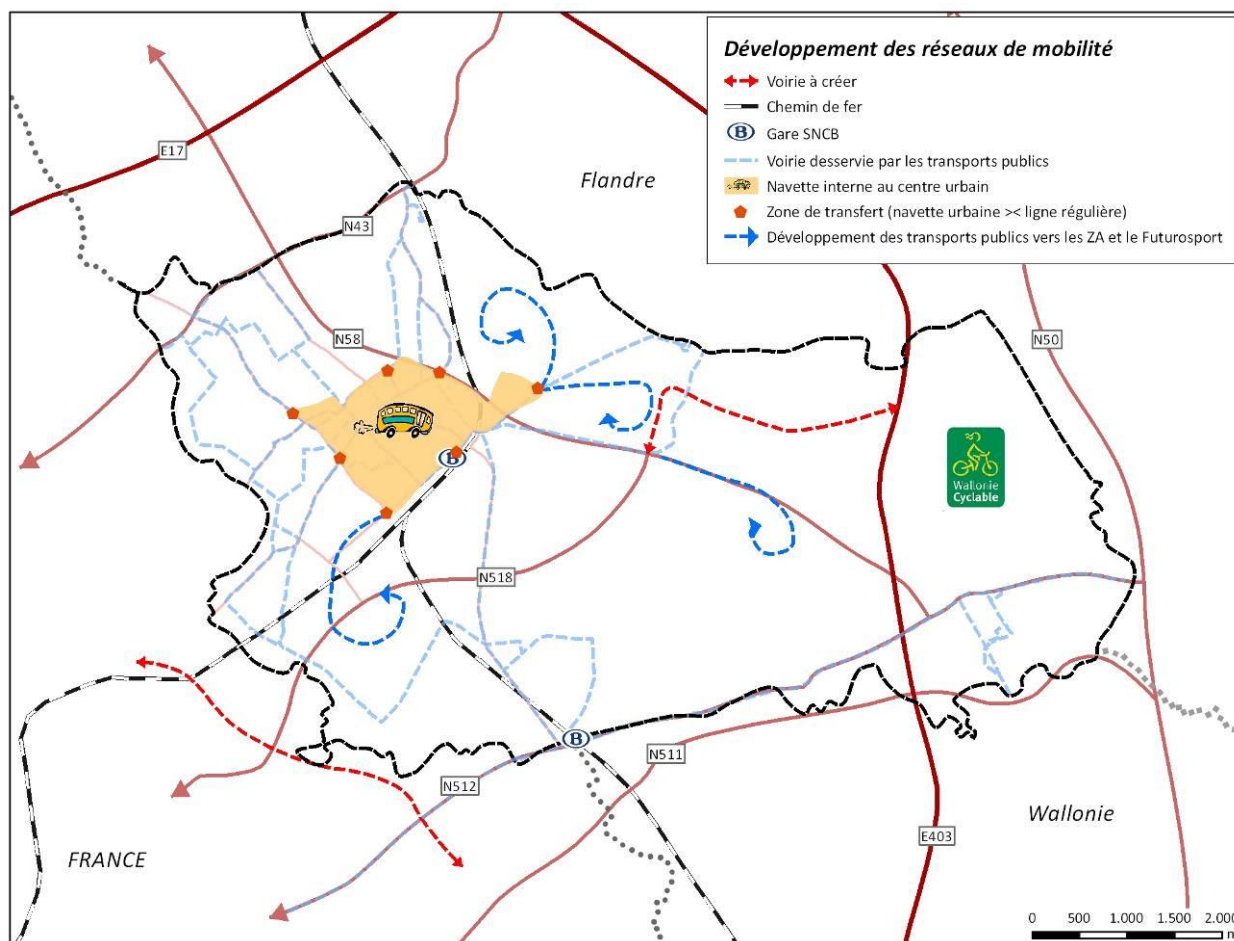 Développement des réseaux de mobilité
Voirie à créer
Chemin de fer
B Gare SNCB
Voirie desservie par les transports publics
Navette interne au centre urbain
Zone de transfert (navette urbaine >< ligne régulière)
Développement des transports publics vers les ZA et le Futurosport
E17
Flandre
N43
N58
N50
B
Wallonie
Cyclable
N518
B
N511
N512
Wallonie
E403
FRANCE
0 500 1.000 1.500 2.000
m